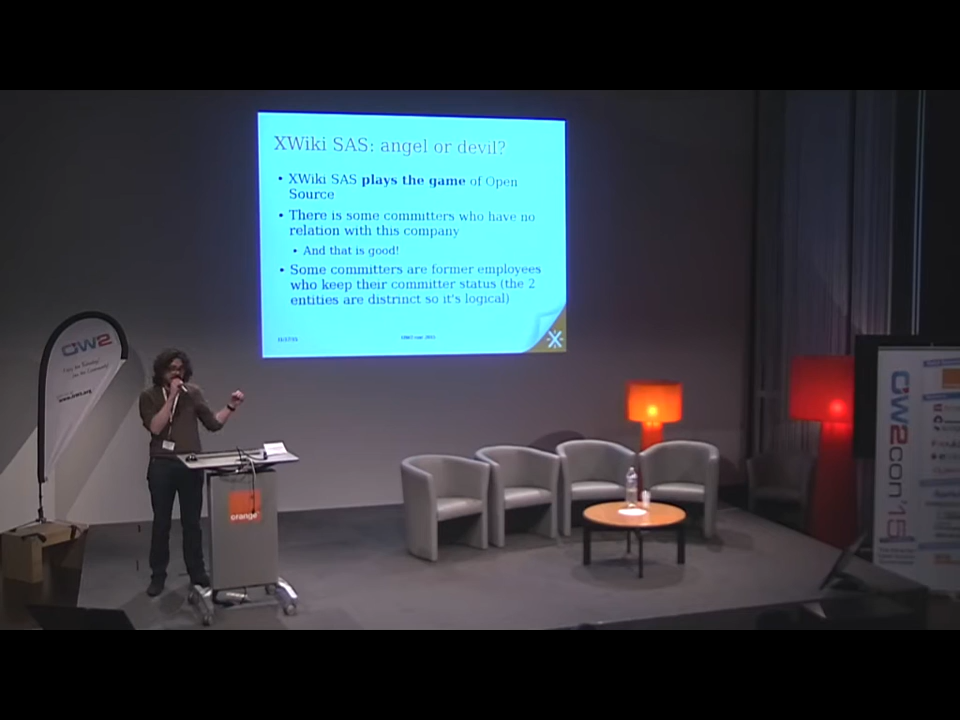 XWiki SAS: angel or devil?
• XWiki SAS plays the game of Open
Source
• There is some committers who have no
relation with this company
• And that is good!
• Some committers are former employees
who keep their committer status (the 2
entities are distrinct so it's logical)
OW2
www.ow2.org
orange
OW2con'15